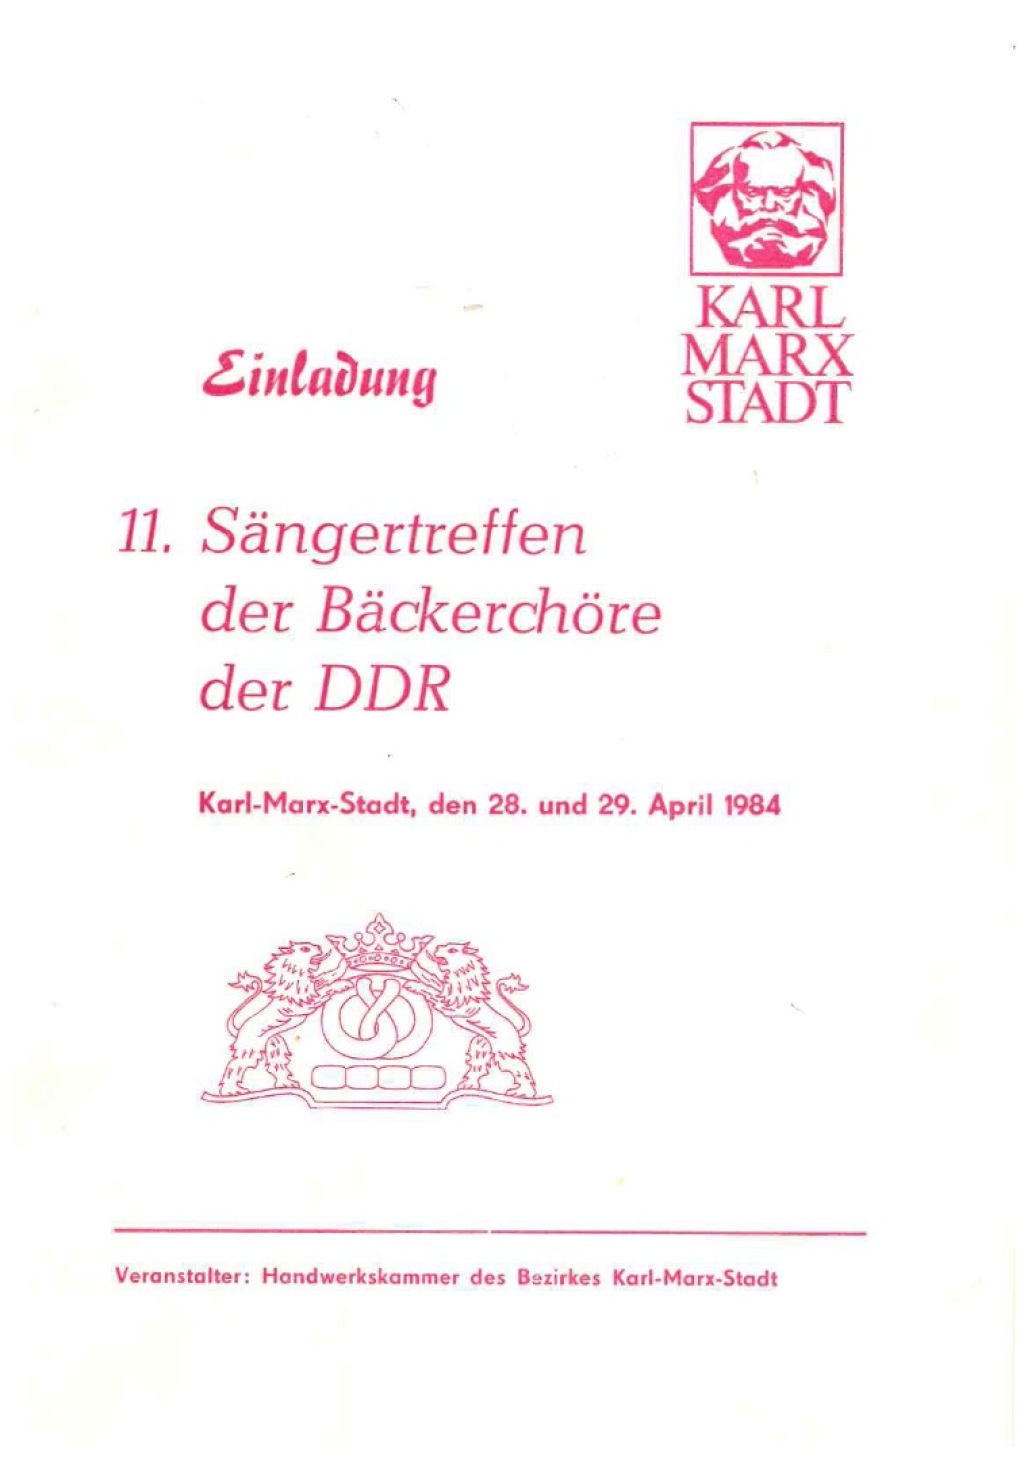 KARL
MARX
STADT
Einladung
11. Sängertreffen
der Bäckerchöre
der DDR
Karl-Marx-Stadt, den 28. und 29. April 1984
Veranstalter: Handwerkskammer des Bezirkes Karl-Marx-Stadt